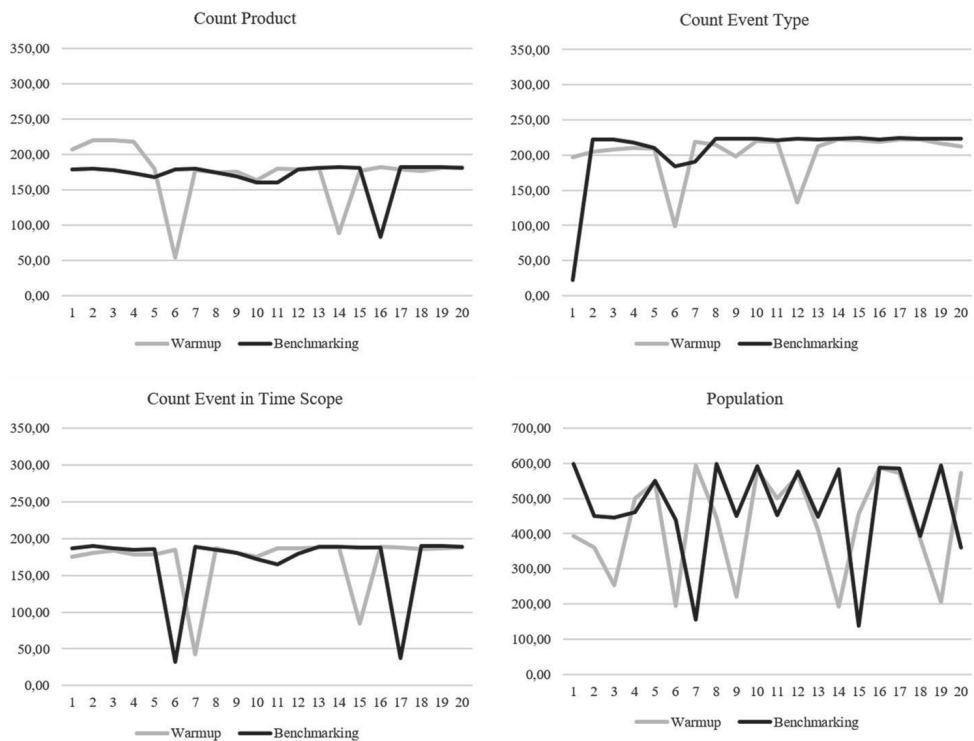 Count Product
350,00
300,00
250,00
200,00
150,00
100,00
50,00
0,00
1 2 3 4 5 6 7 8 9 10 11 12 13 14 15 16 17 18 19 20
Warmup Benchmarking
Count Event Type
350,00
300,00
250,00
200,00
150,00
100,00
50,00
0,00
1 2 3 4 5 6 7 8 9 10 11 12 13 14 15 16 17 18 19 20
Warmup Benchmarking
Count Event in Time Scope
350,00
300,00
250,00
200,00
150,00
100,00
50,00
0,00
1 2 3 4 5 6 7 8 9 10 11 12 13 14 15 16 17 18 19 20
Warmup Benchmarking
Population
700,00
600,00
500,00
400,00
300,00
200,00
100,00
0,00
1 2 3 4 5 6 7 8 9 10 11 12 13 14 15 16 17 18 19 20
Warmup Benchmarking